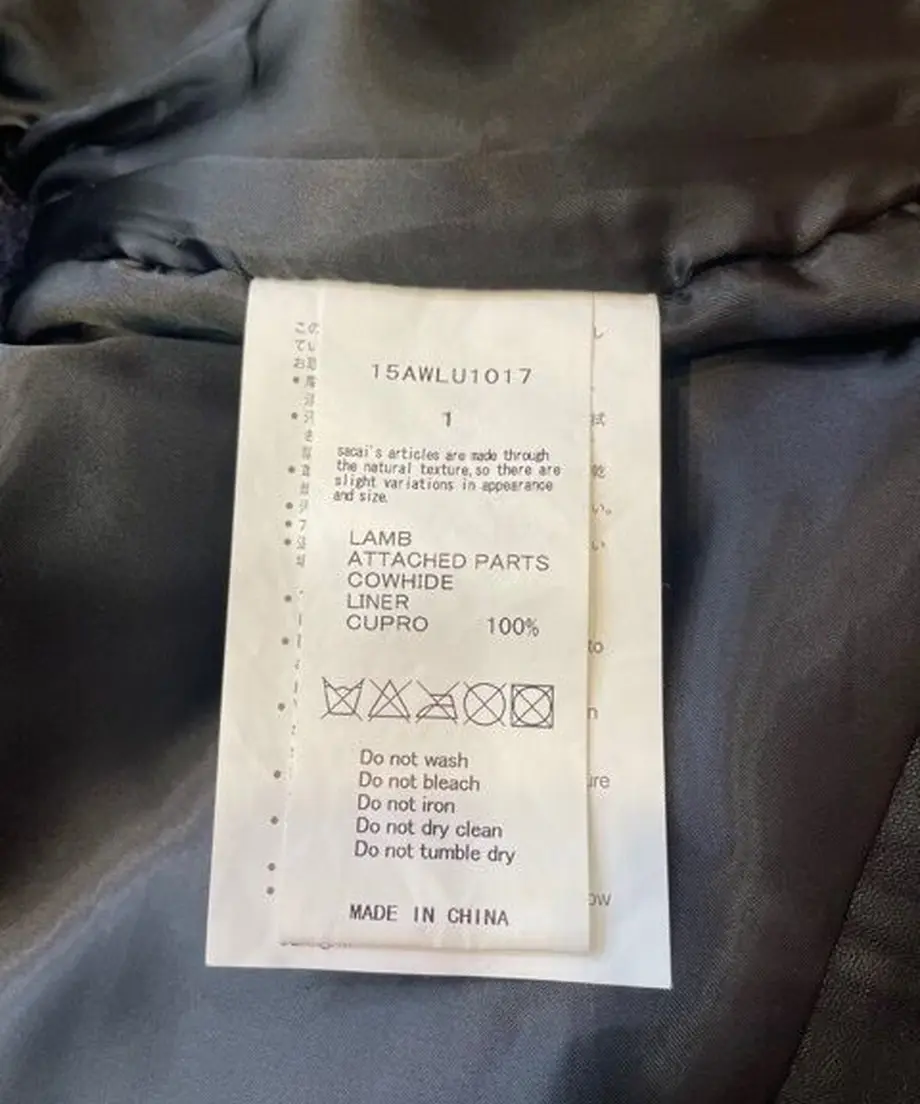 15AWLU1017
1
sacai's articles are made through
the natural texture,so there are
slight variations in appearance
and size.
LAMB
ATTACHED PARTS
COWHIDE
LINER
CUPRO 100%
Do not wash
Do not bleach
Do not iron
Do not dry clean
Do not tumble dry
MADE IN CHINA